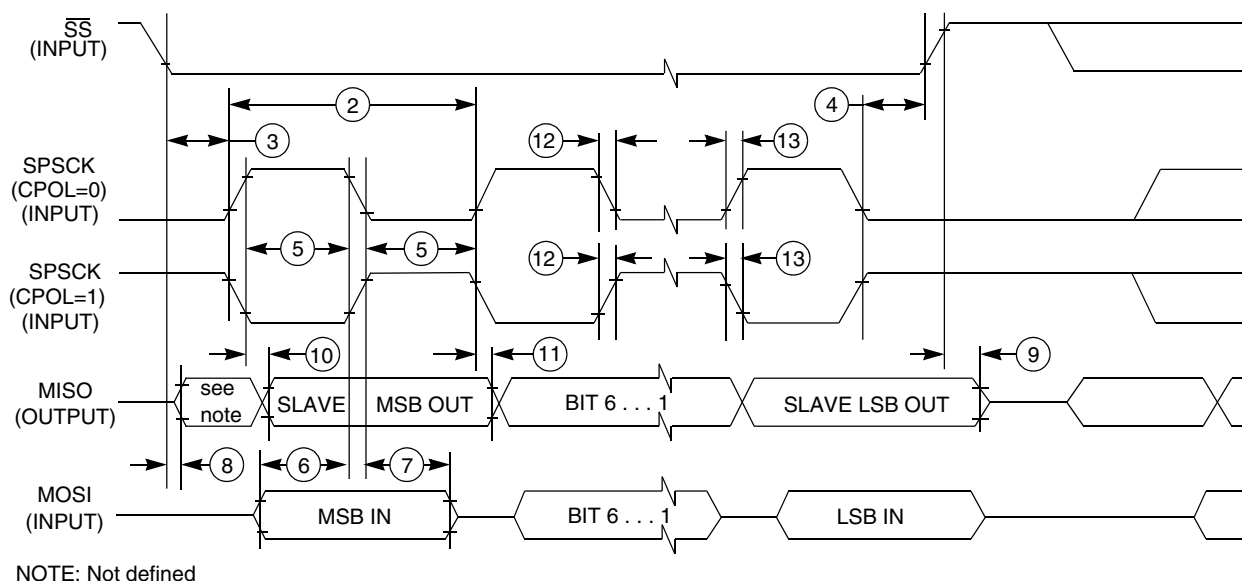 SS
(INPUT)
2
4
3
12
13
SPSCK
(CPOL=0)
(INPUT)
5
5
12
13
SPSCK
(CPOL=1)
(INPUT)
10
11
9
MISO
(OUTPUT)
see
note
SLAVE
MSB OUT
BIT 6 . . . 1
SLAVE LSB OUT
8
6
7
MOSI
(INPUT)
MSB IN
BIT 6 . . . 1
LSB IN
NOTE: Not defined